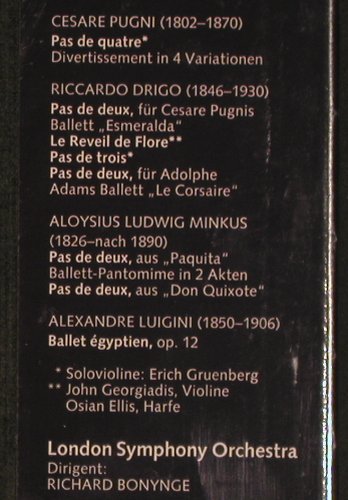 CESARE PUGNI (1802–1870)
Pas de quatre*
Divertissement in 4 Variationen
RICCARDO DRIGO (1846–1930)
Pas de deux, für Cesare Pugnis
Ballett „Esmeralda“
Le Reveil de Flore**
Pas de trois*
Pas de deux, für Adolphe
Adams Ballett „Le Corsaire“
ALOYSIUS LUDWIG MINKUS
(1826–nach 1890)
Pas de deux, aus „Paquita“
Ballett-Pantomime in 2 Akten
Pas de deux, aus „Don Quixote“
ALEXANDRE LUIGINI (1850–1906)
Ballet égyptien, op. 12
* Solovioline: Erich Gruenberg
** John Georgiadis, Violine
Osian Ellis, Harfe
London Symphony Orchestra
Dirigent:
RICHARD BONYNGE